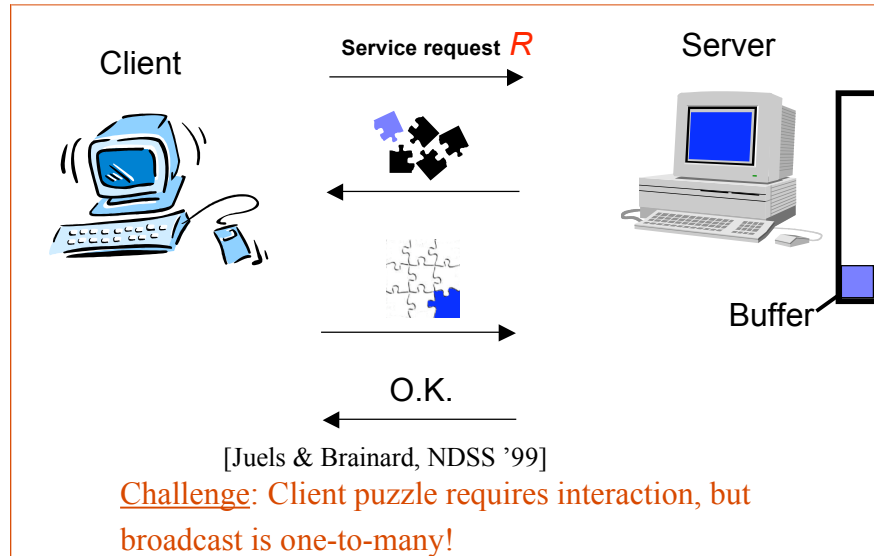 Service request R
Client
Server
Buffer
O.K.
[Juels & Brainard, NDSS ’99]
Challenge: Client puzzle requires interaction, but
broadcast is one-to-many!